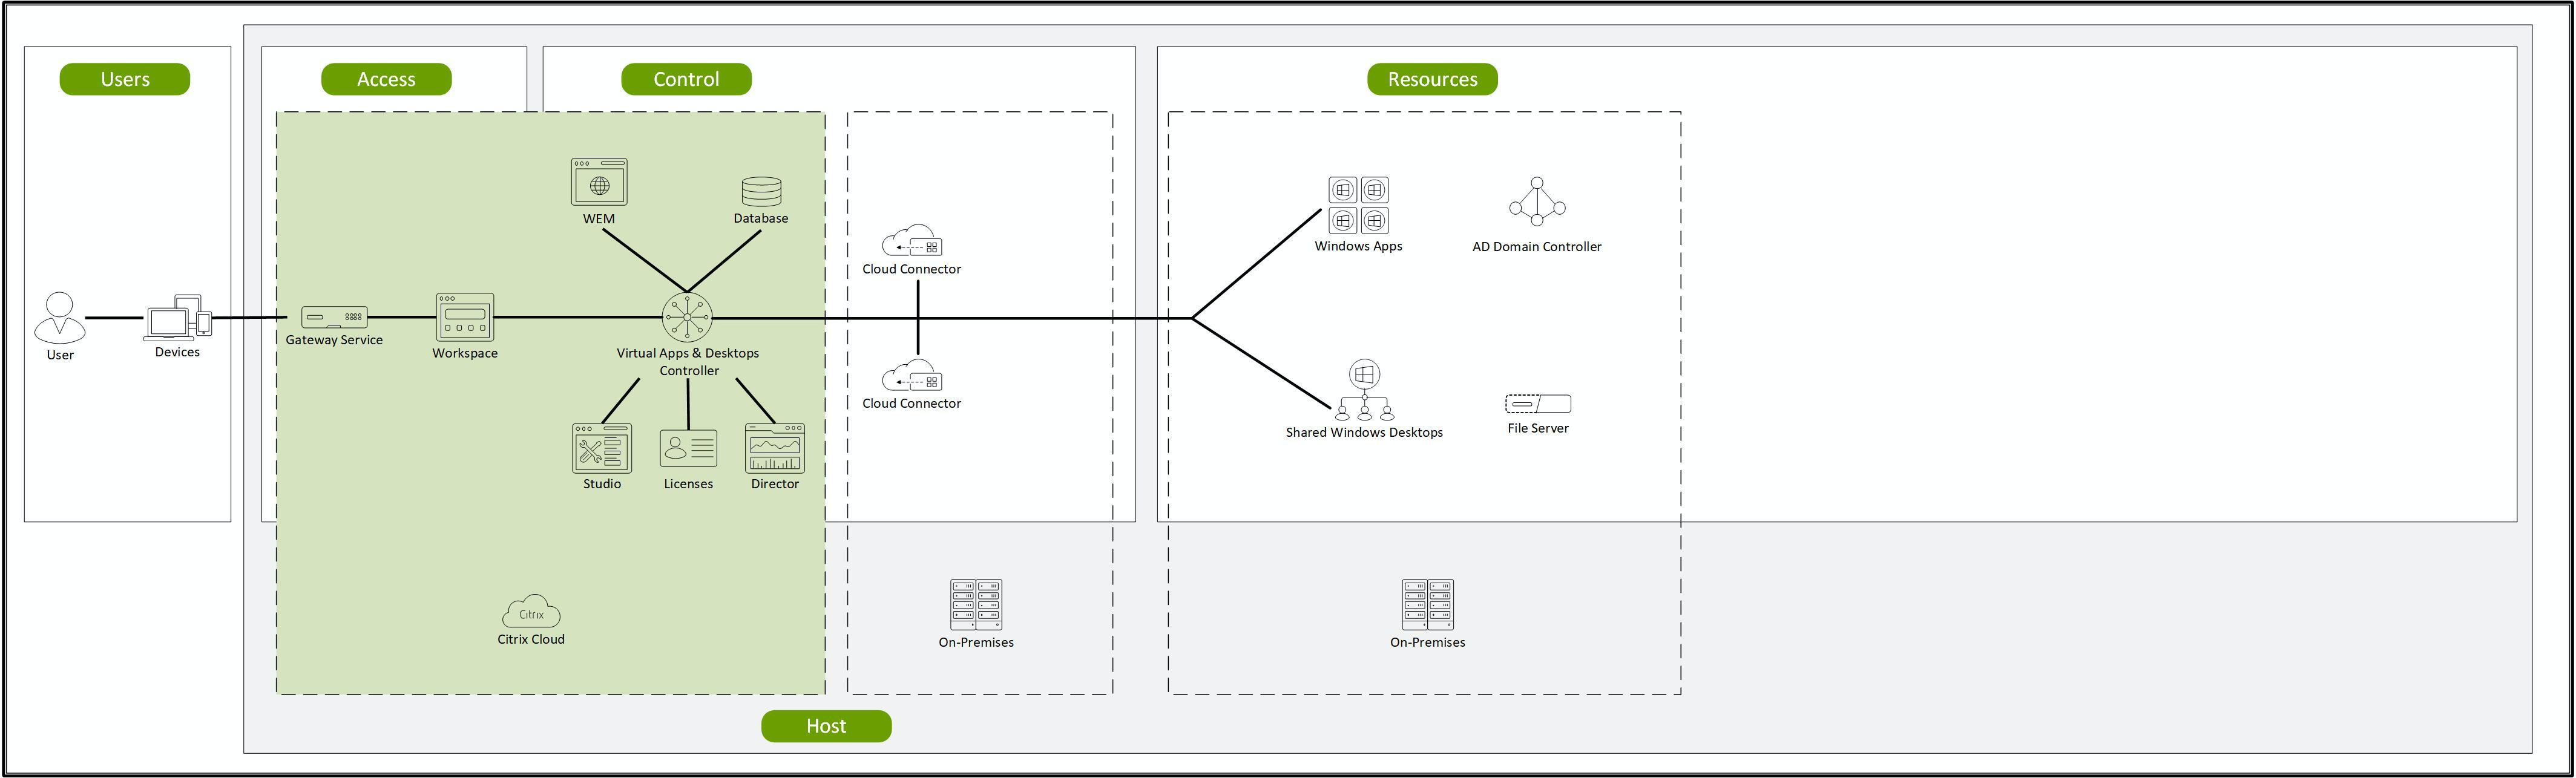 Users
Access
Control
Resources
WEM
Database
Cloud Connector
Windows Apps
AD Domain Controller
User
Devices
Gateway Service
Workspace
Virtual Apps & Desktops
Controller
Cloud Connector
Shared Windows Desktops
File Server
Studio
Licenses
Director
Citrix
Citrix Cloud
On-Premises
On-Premises
Host